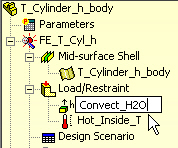 T_Cylinder_h_body
Parameters
FE_T_Cyl_h
Mid-surface Shell
T_Cylinder_h_body
Load/Restraint
h
Convect_H2O
Hot_Inside_T
Design Scenario